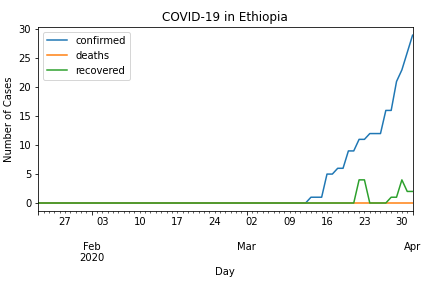 COVID-19 in Ethiopia
confirmed
deaths
recovered
Number of Cases
30
25
20
15
10
5
0
27 03 10 17 24 02 09 16 23 30
Feb Mar Apr
2020
Day